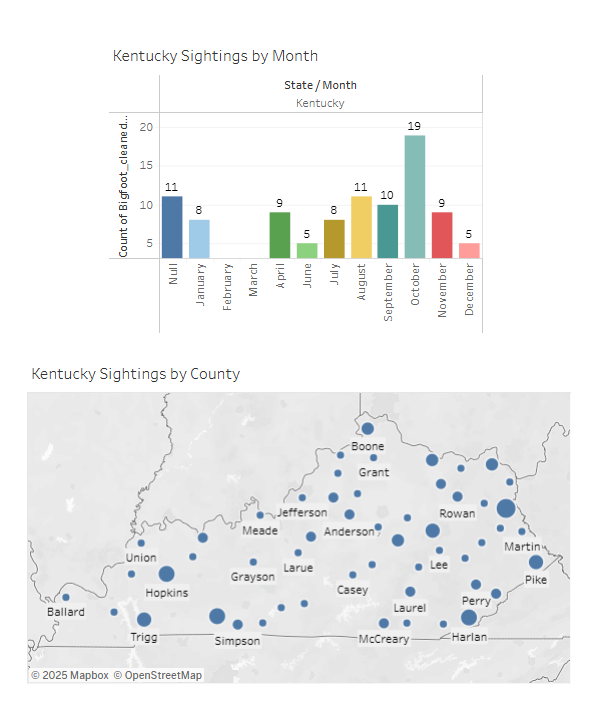 Kentucky Sightings by Month
State / Month
Kentucky
Count of Bigfoot_cleaned...
20
15
10
5
11
8
9
5
8
11
10
19
9
5
Null
January
February
March
April
June
July
August
September
October
November
December
Kentucky Sightings by County
Boone
Grant
Jefferson
Rowan
Meade
Anderson
Martin
Union
Larue
Lee
Grayson
Pike
Hopkins
Casey
Perry
Ballard
Laurel
Trigg
Simpson
McCreary
Harlan
© 2025 Mapbox © OpenStreetMap